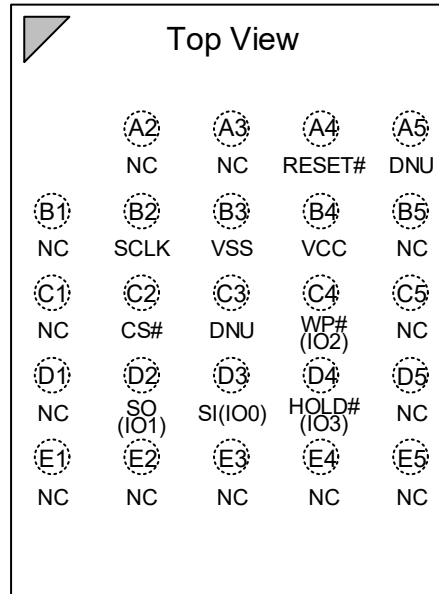 Top View
A2 A3 A4 A5
NC NC RESET# DNU
B1 B2 B3 B4 B5
NC SCLK VSS VCC NC
C1 C2 C3 C4 C5
NC CS# DNU WP# NC
(IO2)
D1 D2 D3 D4 D5
NC SO SI(IO0) HOLD# NC
(IO1) (IO3)
E1 E2 E3 E4 E5
NC NC NC NC NC